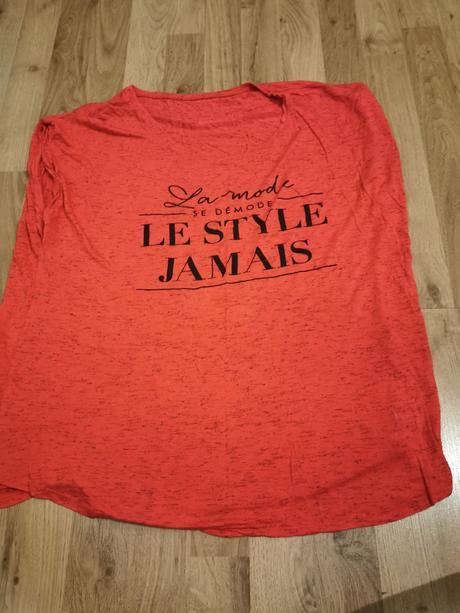 La mode
SE DÉMODE
LE STYLE
JAMAIS